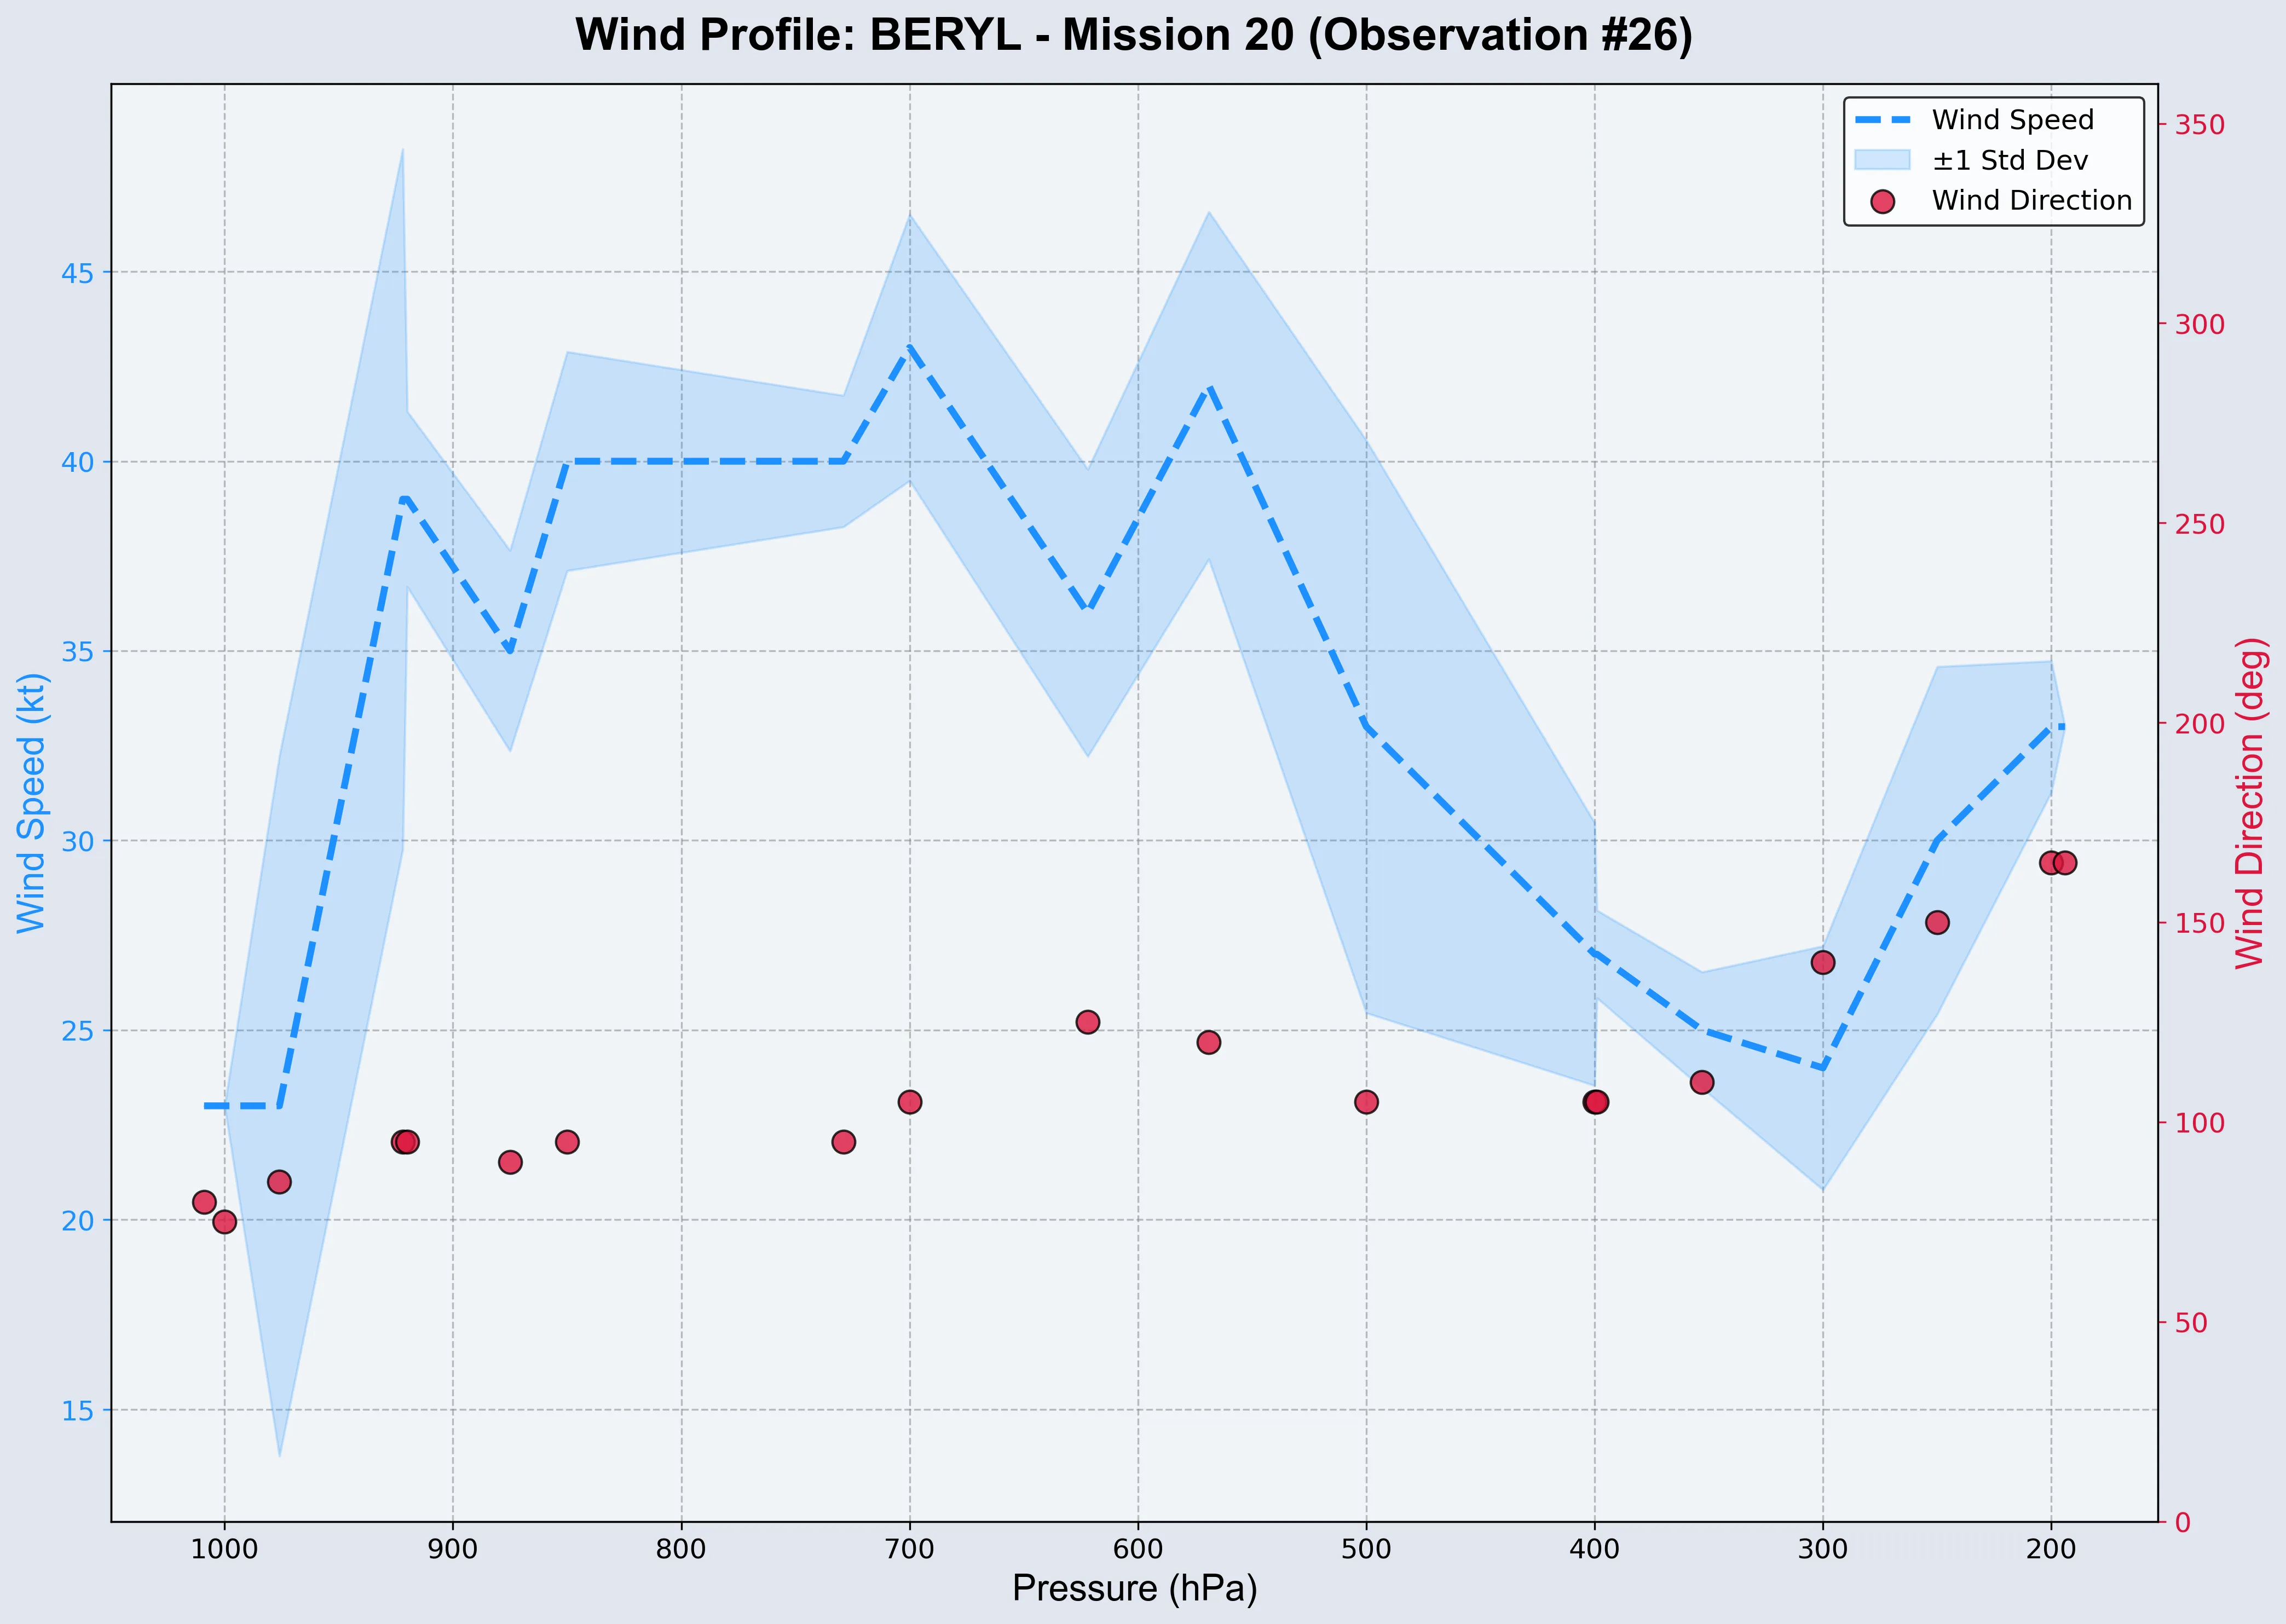 Wind Profile: BERYL - Mission 20 (Observation #26)
Wind Speed
±1 Std Dev
Wind Direction
Wind Speed (kt)
45
40
35
30
25
20
15
350
300
250
200
150
100
50
0
Wind Direction (deg)
1000 900 800 700 600 500 400 300 200
Pressure (hPa)